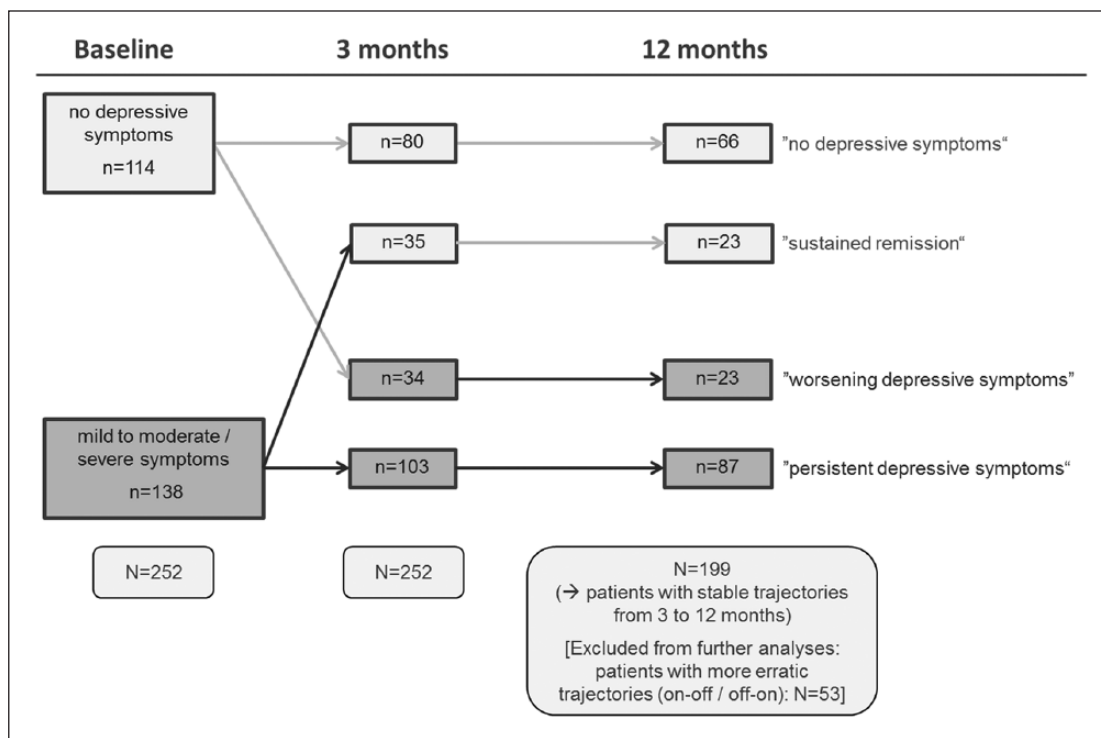 Baseline
3 months
12 months
no depressive
symptoms
n=114
n=80
n=66
”no depressive symptoms“
n=35
n=23
”sustained remission“
n=34
n=23
”worsening depressive symptoms”
mild to moderate /
severe symptoms
n=138
n=103
n=87
”persistent depressive symptoms“
N=252
N=252
N=199
(→ patients with stable trajectories
from 3 to 12 months)
[Excluded from further analyses:
patients with more erratic
trajectories (on-off / off-on): N=53]